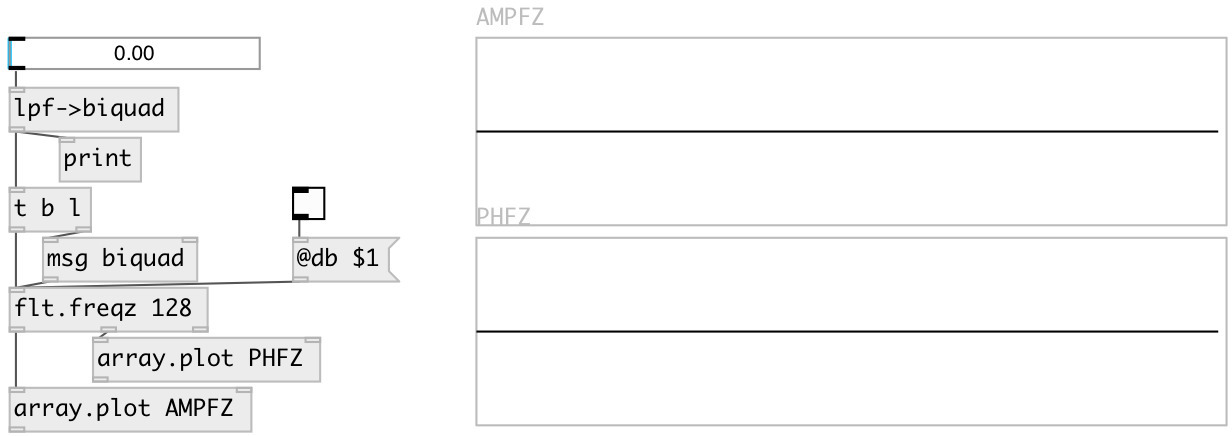 AMPFZ
0.00
lpf->biquad
print
t b l
PHFZ
msg biquad
@db $1
flt.freqz 128
array.plot PHFZ
array.plot AMPFZ